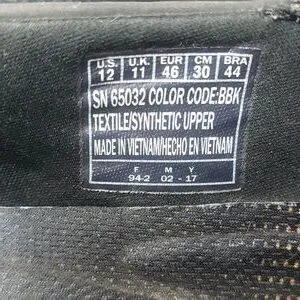 U.S. U.K. EUR CM BRA
12 11 46 30 44
SN 65032 COLOR CODE:BBK
TEXTILE/SYNTHETIC UPPER
MADE IN VIETNAM/HECHO EN VIETNAM
F M Y
94-2 02 - 17